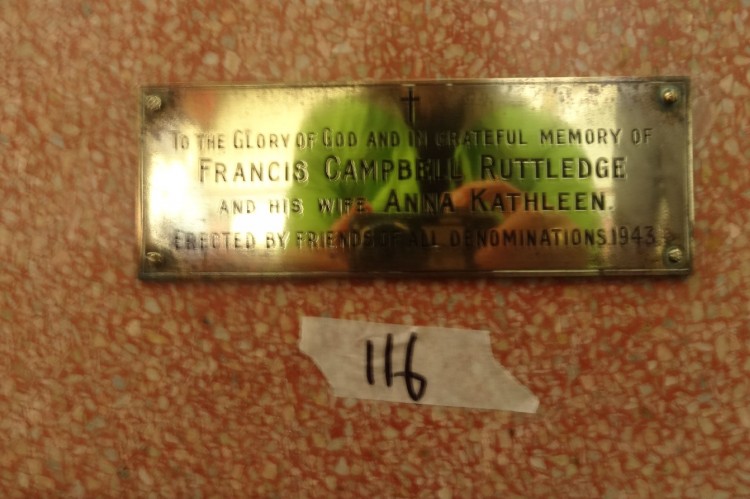 TO THE GLORY OF GOD AND IN GRATEFUL MEMORY OF
FRANCIS CAMPBELL RUTTLEDGE
AND HIS WIFE ANNA KATHLEEN.
ERECTED BY FRIENDS OF ALL DENOMINATIONS.1943.
116